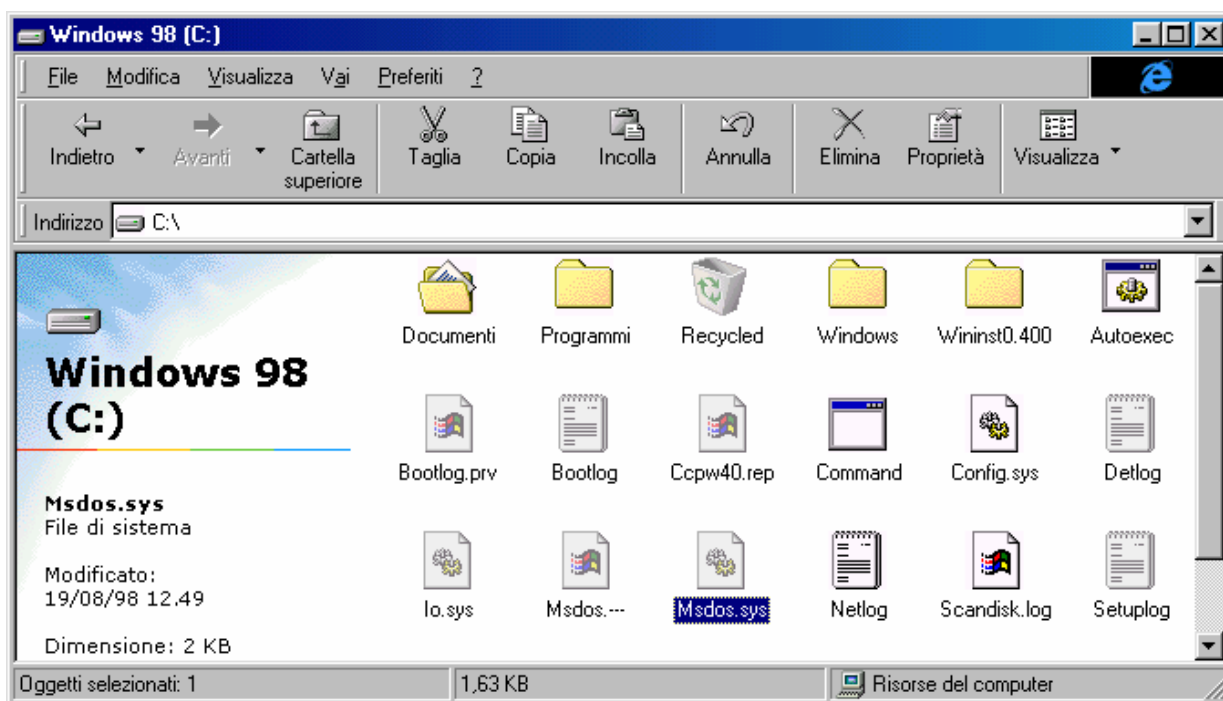 Windows 98 (C:)
File Modifica Visualizza Vai Preferiti ?
Indietro Avanti Cartella superiore Taglia Copia Incolla Annulla Elimina Proprietà Visualizza
Indirizzo C:\
Windows 98
(C:)
Msdos.sys
File di sistema
Modificato:
19/08/98 12.49
Dimensione: 2 KB
Documenti Programmi Recycled Windows Wininst0.400 Autoexec
Bootlog.prv Bootlog Ccpw40.rep Command Config.sys Detlog
Io.sys Msdos.--- Msdos.sys Netlog Scandisk.log Setuplog
Oggetti selezionati: 1 1,63 KB Risorse del computer